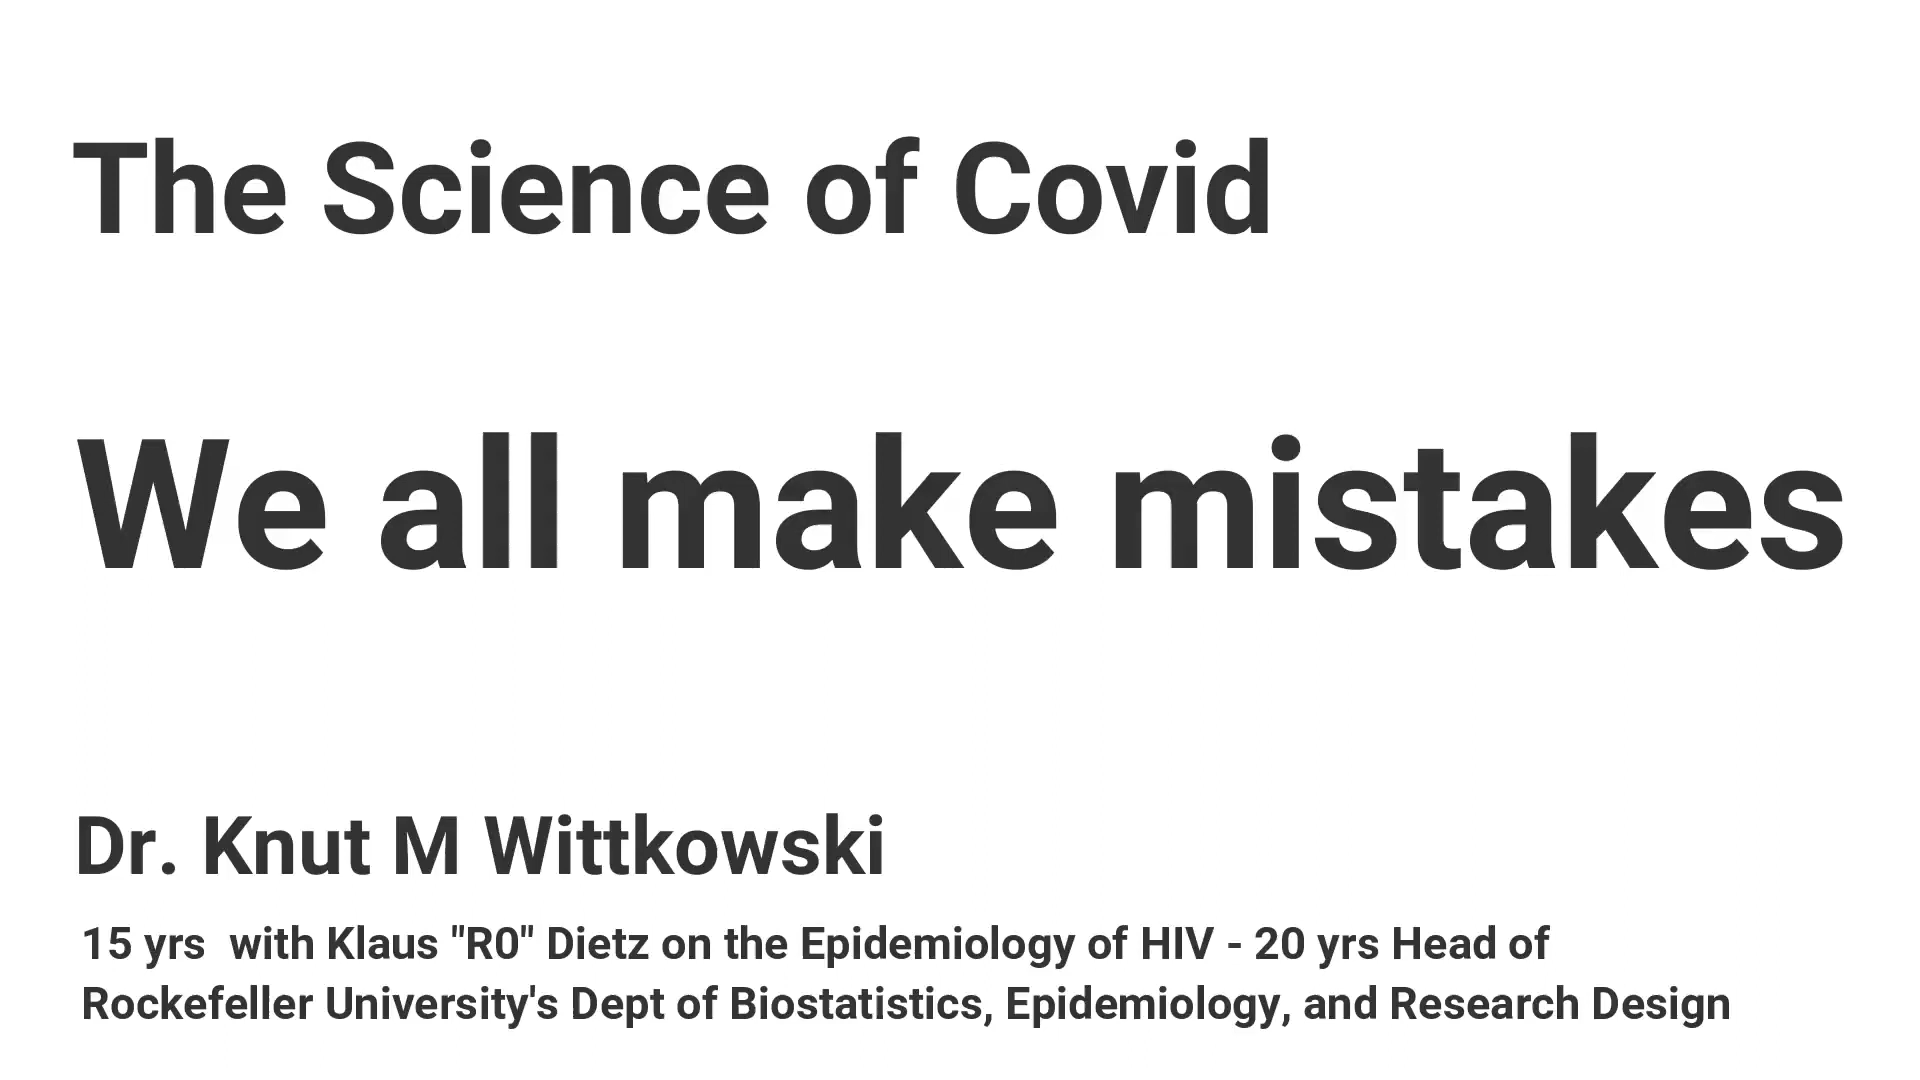 The Science of Covid
We all make mistakes
Dr. Knut M Wittkowski
15 yrs  with Klaus "R0" Dietz on the Epidemiology of HIV - 20 yrs Head of
Rockefeller University's Dept of Biostatistics, Epidemiology, and Research Design